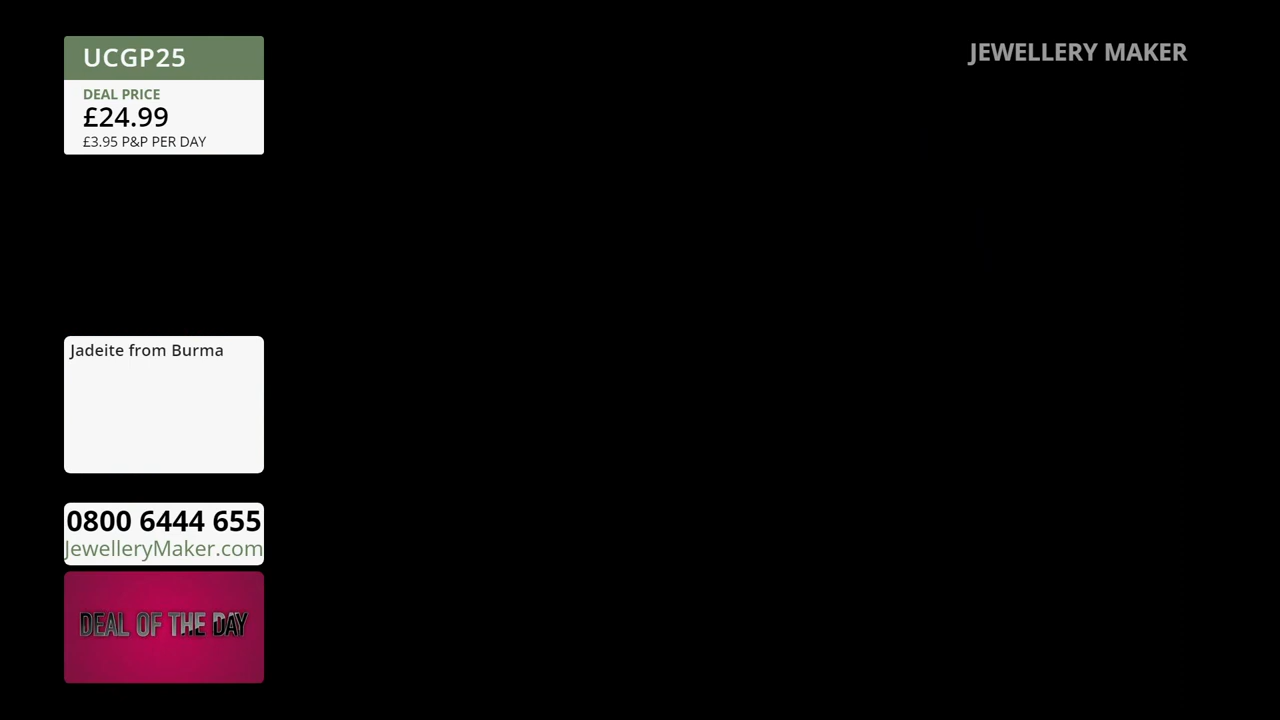 UCGP25
DEAL PRICE
£24.99
£3.95 P&P PER DAY
JEWELLERY MAKER
Jadeite from Burma
0800 6444 655
JewelleryMaker.com
DEAL OF THE DAY